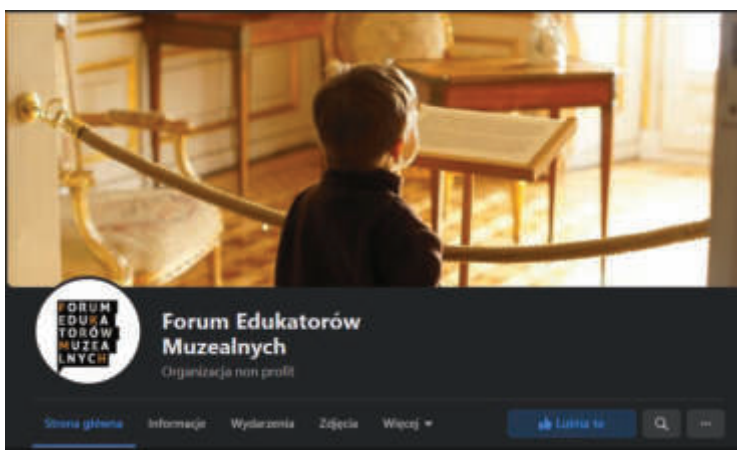 FORUM
EDUKA
TORÓW
MUZEA
LNYCH
Forum Edukatorów
Muzealnych
Organizacja non profit
Strona główna Informacje Wydarzenia Zdjęcia Więcej Lubię to